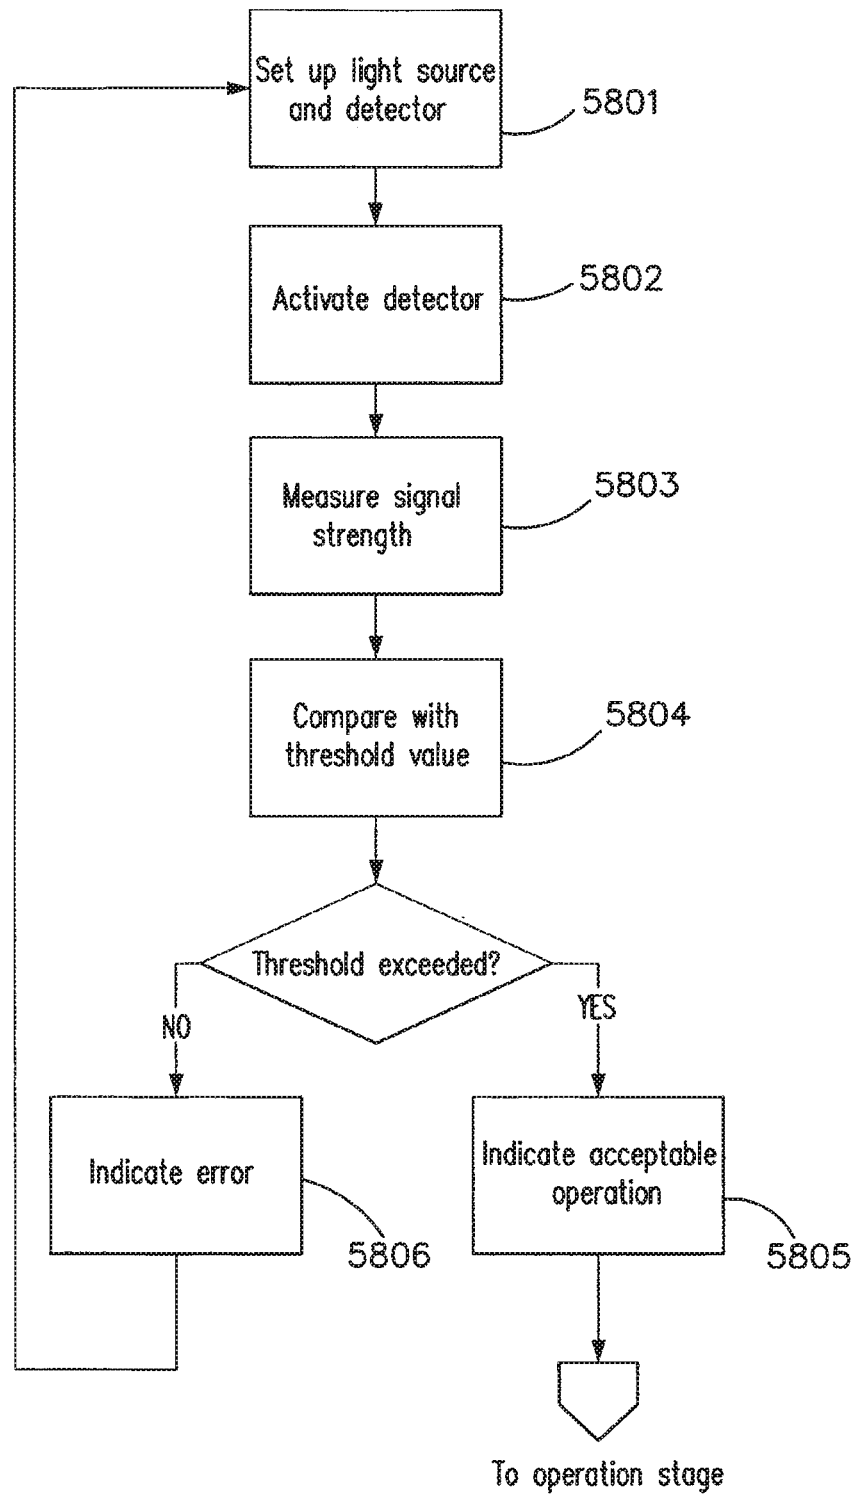 Set up light source
and detector
5801
Activate detector
5802
Measure signal
strength
5803
Compare with
threshold value
5804
Threshold exceeded?
NO
YES
Indicate error
5806
Indicate acceptable
operation
5805
To operation stage